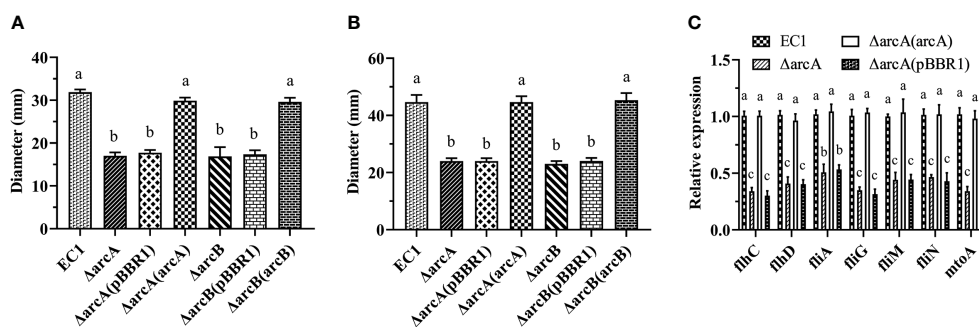 A
Diameter (mm)
40
30
20
10
0
a
b
b
a
b
b
a
EC1
ΔarcA
ΔarcA(pBBR1)
ΔarcA(arcA)
ΔarcB
ΔarcB(pBBR1)
ΔarcB(arcB)
B
Diameter (mm)
60
40
20
0
a
b
b
a
b
b
a
EC1
ΔarcA
ΔarcA(pBBR1)
ΔarcA(arcA)
ΔarcB
ΔarcB(pBBR1)
ΔarcB(arcB)
C
EC1
ΔarcA(arcA)
ΔarcA
ΔarcA(pBBR1)
Relative expression
1.5
1.0
0.5
0.0
a a a a a a a a a a a a a a
c c c c b b c c c c c c c
flhC
flhD
fliA
fliG
fliM
fliN
mtoA